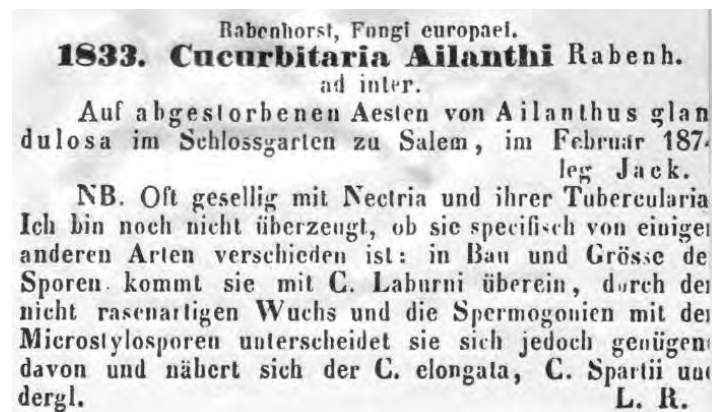 Rabenhorst, Fungi europaei.
1833. Cucurbitaria Ailanthi Rabenh.
ad inter.
Auf abgestorbenen Aesten von Ailanthus glan
dulosa im Schlossgarten zu Salem, im Februar 187
leg Jack.
NB. Oft gesellig mit Nectria und ihrer Tubercularia
Ich bin noch nicht überzeugt, ob sie specifisch von einige
anderen Arten verschieden ist: in Bau und Grösse de
Sporen kommt sie mit C. Laburni überein, durch de
nicht rasenartigen Wuchs und die Spermogonien mit de
Microstylosporen unterscheidet sie sich jedoch genügen
davon und nähert sich der C. elongata, C. Spartii un
dergl. L. R.